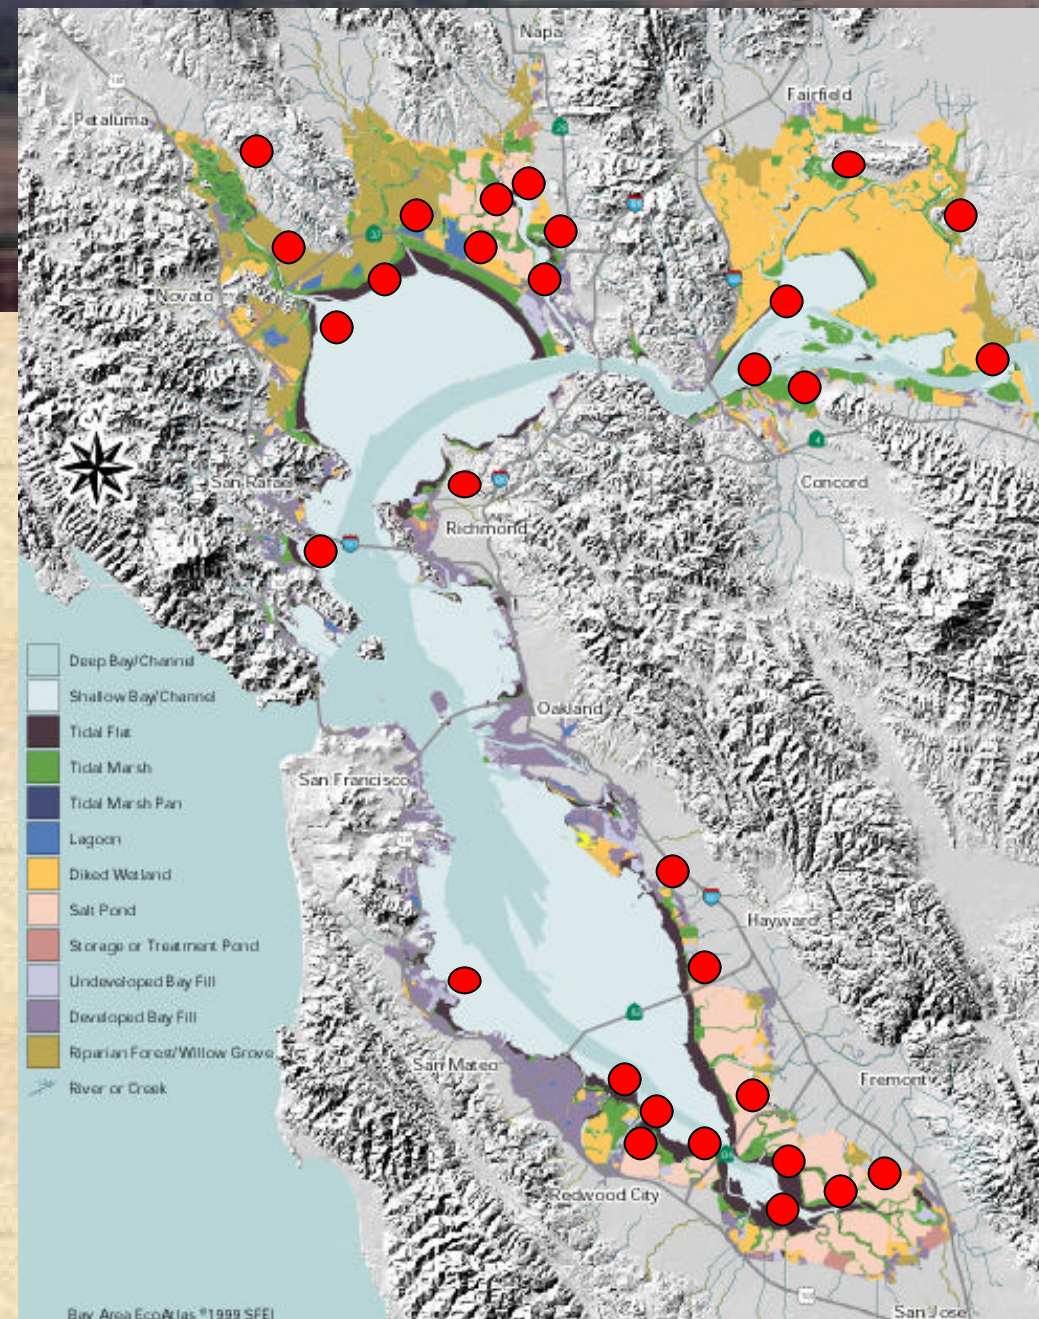 Napa
Fairfield
Petaluma
29
37
Novato
4
San Rafael
Concord
Richmond
Oakland
San Francisco
Hayward
San Mateo
Fremont
Redwood City
San Jose
Deep Bay/Channel
Shallow Bay/Channel
Tidal Flat
Tidal Marsh
Tidal Marsh Pan
Lagoon
Diked Wetland
Salt Pond
Storage or Treatment Pond
Undeveloped Bay Fill
Developed Bay Fill
Riparian Forest/Willow Grove
River or Creek
Bay Area EcoAtlas ©1999 SFEI